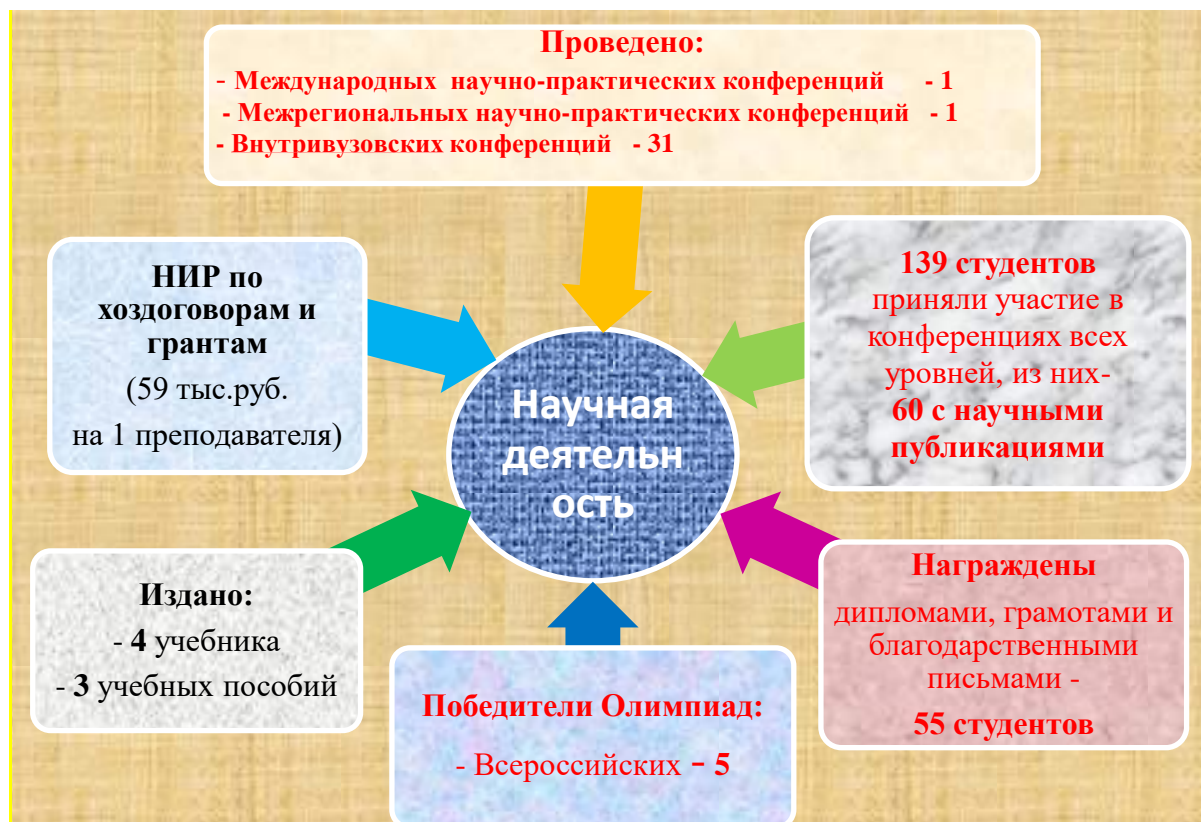 Проведено:
- Международных научно-практических конференций - 1
- Межрегиональных научно-практических конференций - 1
- Внутривузовских конференций - 31
НИР по
хоздоговорам и
грантам
(59 тыс.руб.
на 1 преподавателя)
139 студентов
приняли участие в
конференциях всех
уровней, из них-
60 с научными
публикациями
Научная
деятельн
ость
Издано:
- 4 учебника
- 3 учебных пособий
Победители Олимпиад:
- Всероссийских - 5
Награждены
дипломами, грамотами и
благодарственными
письмами -
55 студентов